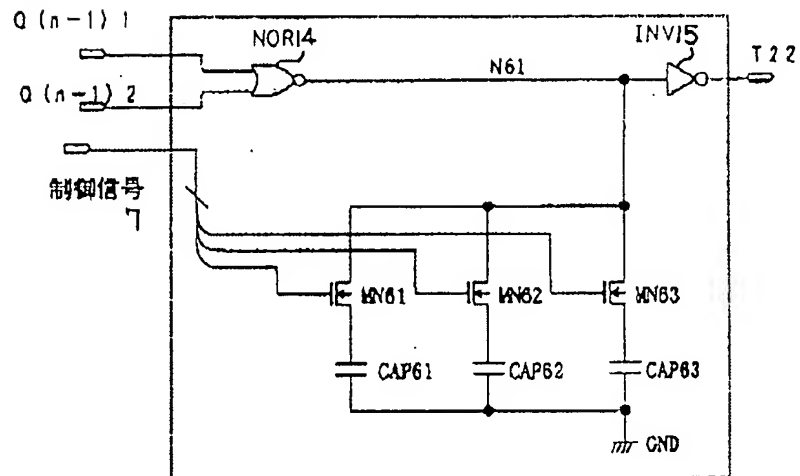 Q (n-1) 1
NOR14
INV15
T22
N61
Q (n-1) 2
制御信号
7
MN61
MN62
MN63
CAP61
CAP62
CAP63
GND